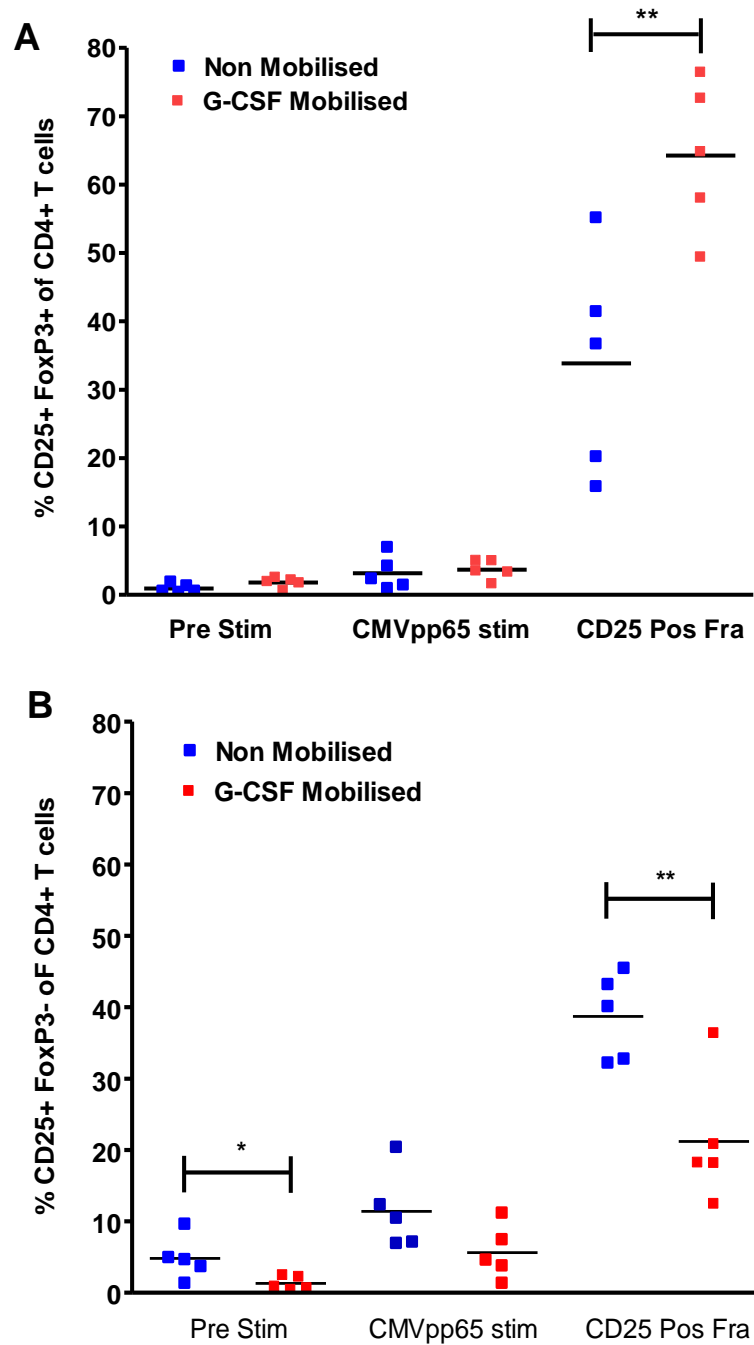 A
**
80
Non Mobilised
G-CSF Mobilised
70
60
50
40
30
20
10
0
% CD25+ FoxP3+ of CD4+ T cells
Pre Stim CMVpp65 stim CD25 Pos Fra
B
80
Non Mobilised
G-CSF Mobilised
70
60
**
50
40
30
20
*
10
0
% CD25+ FoxP3- oF CD4+ T cells
Pre Stim CMVpp65 stim CD25 Pos Fra